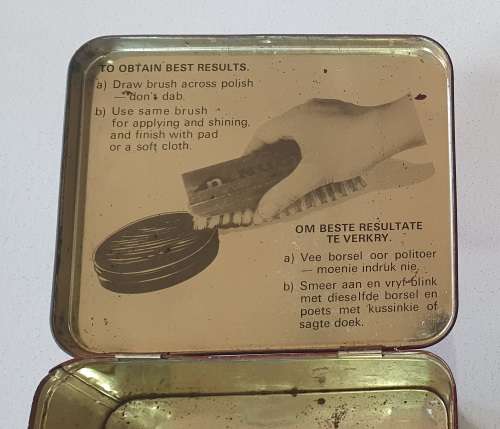 TO OBTAIN BEST RESULTS.
a) Draw brush across polish
— don't dab.
b) Use same brush
for applying and shining,
and finish with pad
or a soft cloth.
OM BESTE RESULTATE
TE VERKRY.
a) Vee borsel oor politoer
— moenie indruk nie.
b) Smeer aan en vryf blink
met dieselfde borsel en
poets met kussinkie of
sagte doek.